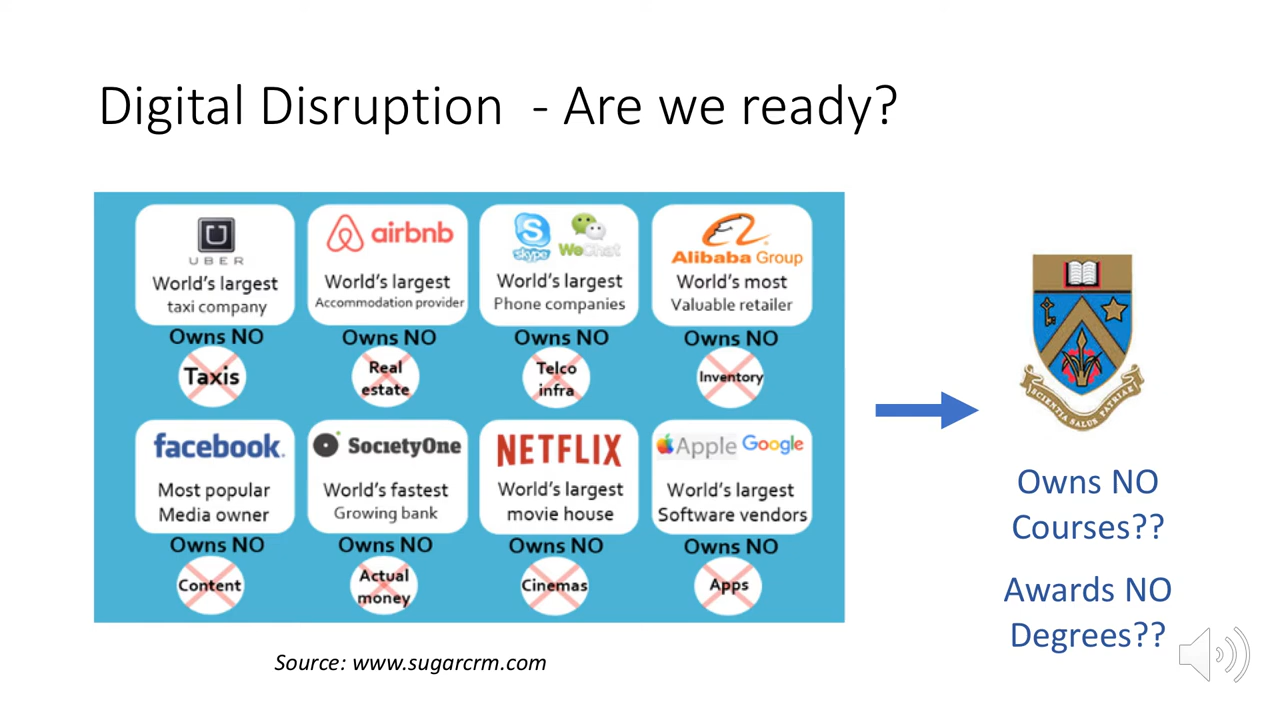 Digital Disruption - Are we ready?
UBER
World's largest
taxi company
Owns NO
Taxis
airbnb
World's largest
Accommodation provider
Owns NO
Real
estate
skype WeChat
World's largest
Phone companies
Owns NO
Telco
infra
Alibaba Group
World's most
Valuable retailer
Owns NO
Inventory
facebook.
Most popular
Media owner
Owns NO
Content
SocietyOne
World's fastest
Growing bank
Owns NO
Actual
money
NETFLIX
World's largest
movie house
Owns NO
Cinemas
Apple Google
World's largest
Software vendors
Owns NO
Apps
SCIENTIA SALUS PATRIAE
Owns NO
Courses??
Awards NO
Degrees??
Source: www.sugarcrm.com